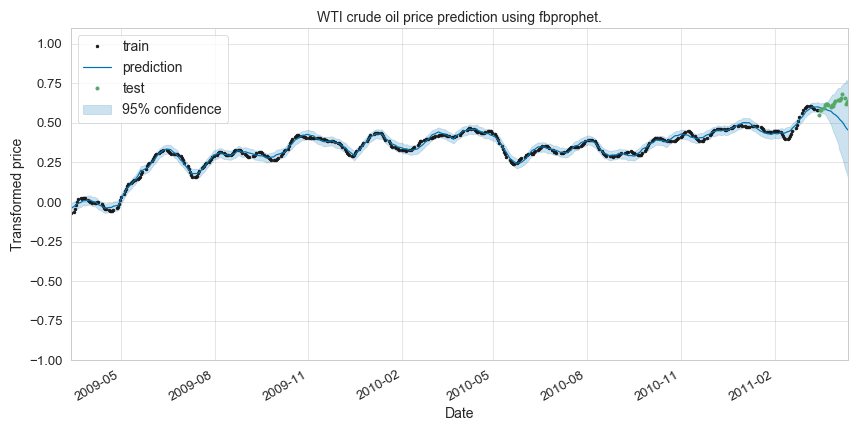 WTI crude oil price prediction using fbprophet.
train
prediction
test
95% confidence
1.00
0.75
0.50
0.25
0.00
−0.25
−0.50
−0.75
−1.00
Transformed price
2009-05
2009-08
2009-11
2010-02
2010-05
2010-08
2010-11
2011-02
Date